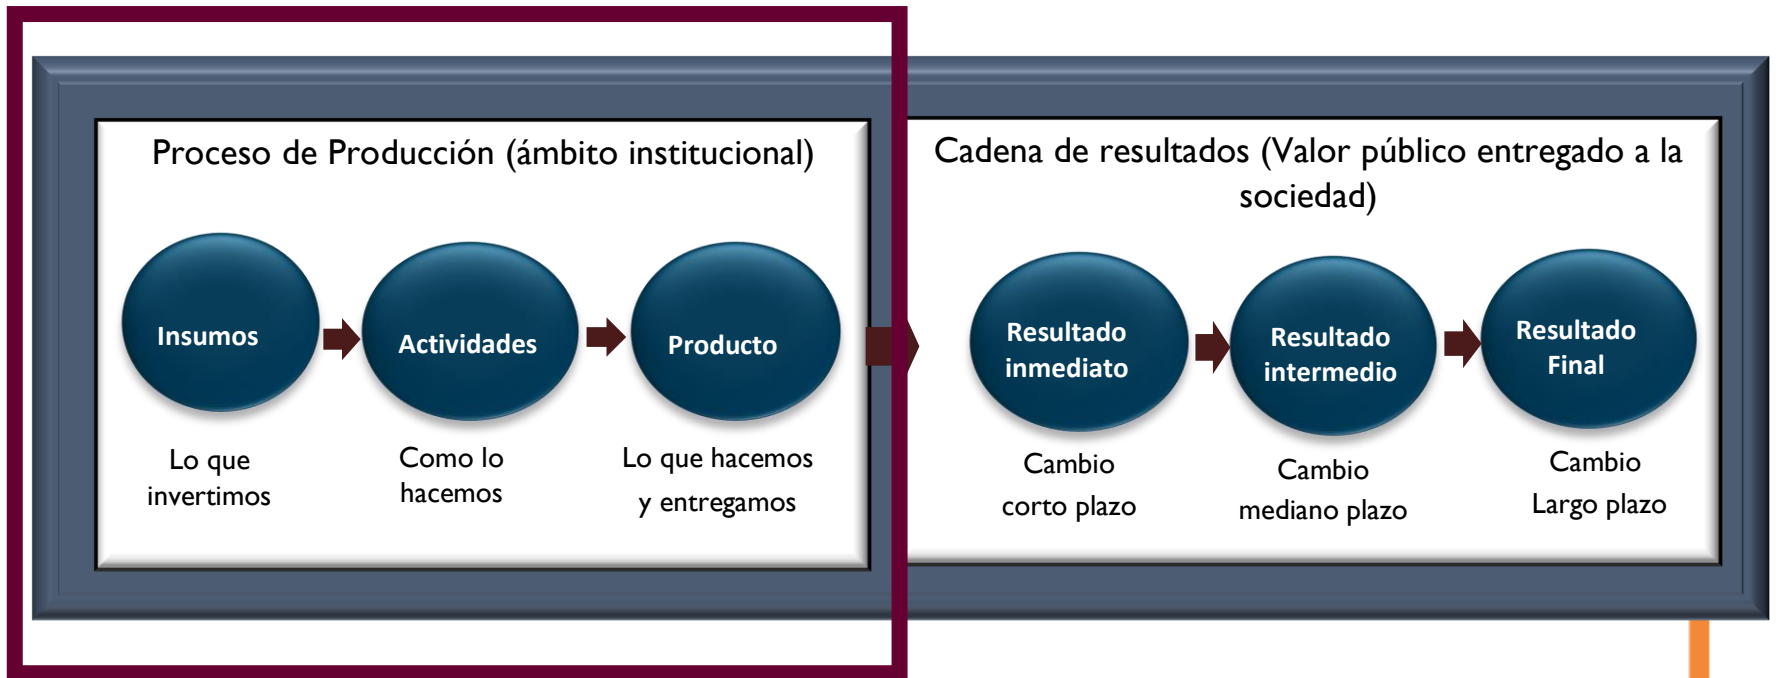 Proceso de Producción (ámbito institucional)
Insumos
Actividades
Producto
Lo que
invertimos
Como lo
hacemos
Lo que hacemos
y entregamos
Cadena de resultados (Valor público entregado a la
sociedad)
Resultado
inmediato
Resultado
intermedio
Resultado
Final
Cambio
corto plazo
Cambio
mediano plazo
Cambio
Largo plazo